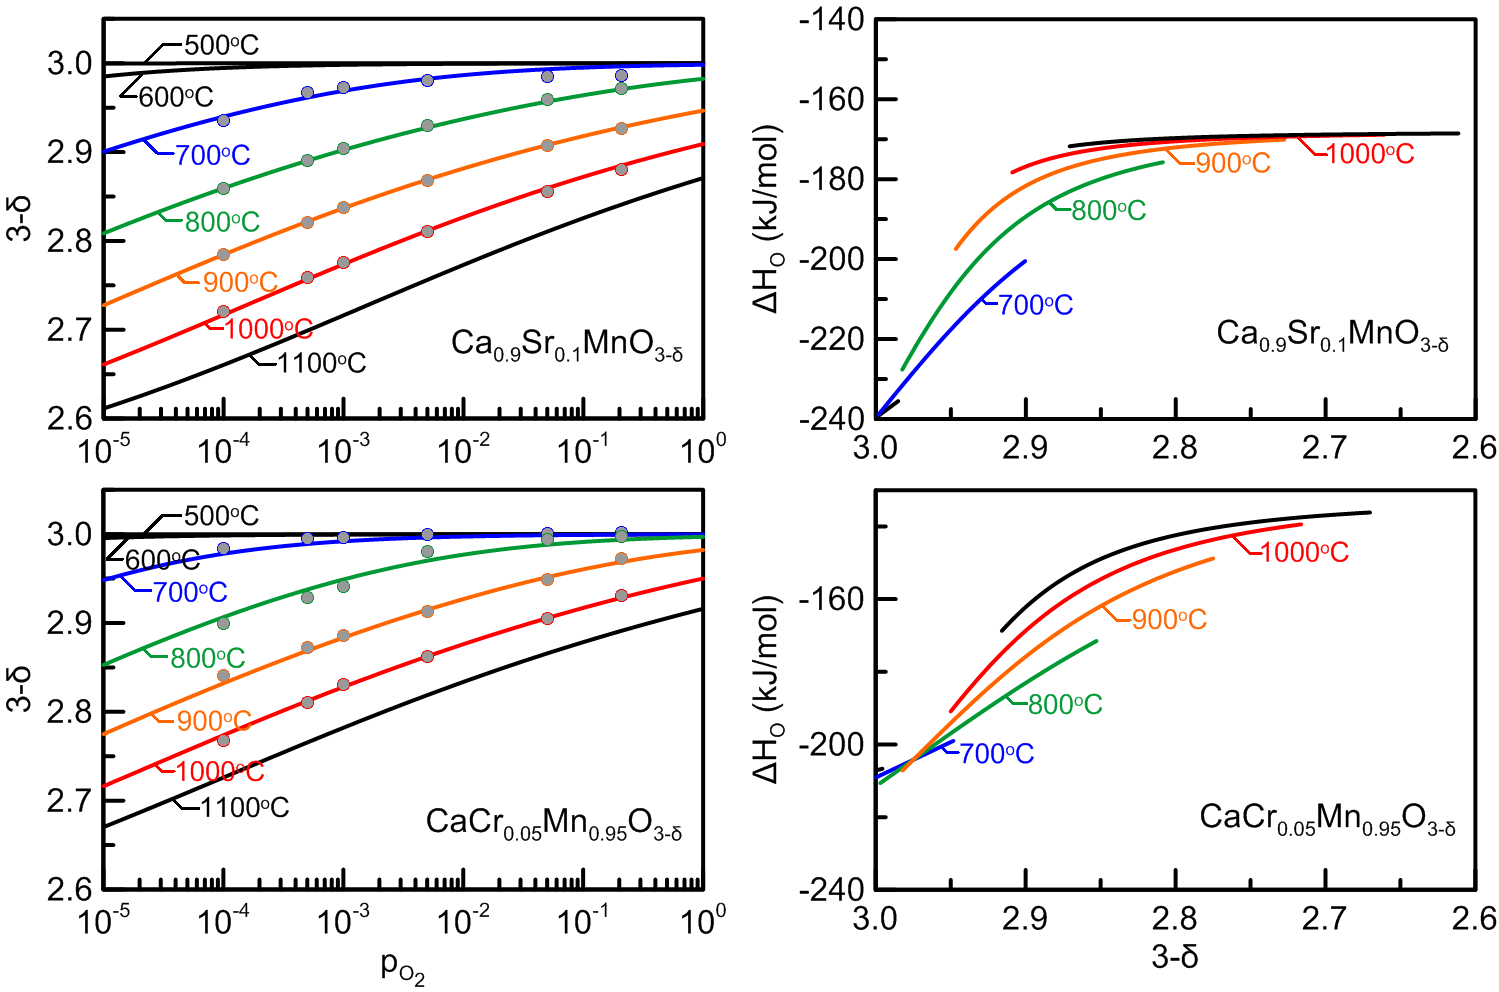 500°C
600°C
700°C
800°C
900°C
1000°C
1100°C
Ca0.9Sr0.1MnO3-δ
3.0
2.9
2.8
2.7
2.6
3-δ
10-5 10-4 10-3 10-2 10-1 100
-140
-160
-180
-200
-220
-240
ΔHO (kJ/mol)
1000°C
900°C
800°C
700°C
Ca0.9Sr0.1MnO3-δ
3.0 2.9 2.8 2.7 2.6
500°C
600°C
700°C
800°C
900°C
1000°C
1100°C
CaCr0.05Mn0.95O3-δ
3.0
2.9
2.8
2.7
2.6
3-δ
10-5 10-4 10-3 10-2 10-1 100
pO2
-160
-200
-240
ΔHO (kJ/mol)
1000°C
900°C
800°C
700°C
CaCr0.05Mn0.95O3-δ
3.0 2.9 2.8 2.7 2.6
3-δ